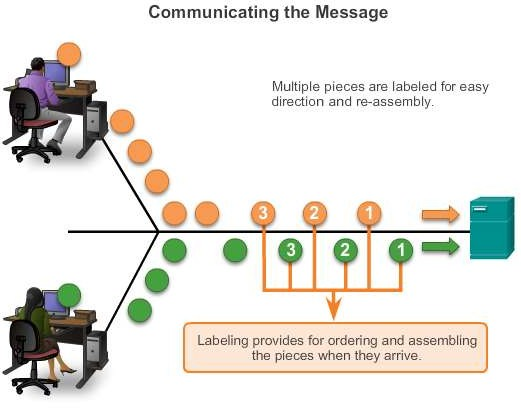 Communicating the Message
Multiple pieces are labeled for easy
direction and re-assembly.
3 2 1
3 2 1
Labeling provides for ordering and assembling
the pieces when they arrive.